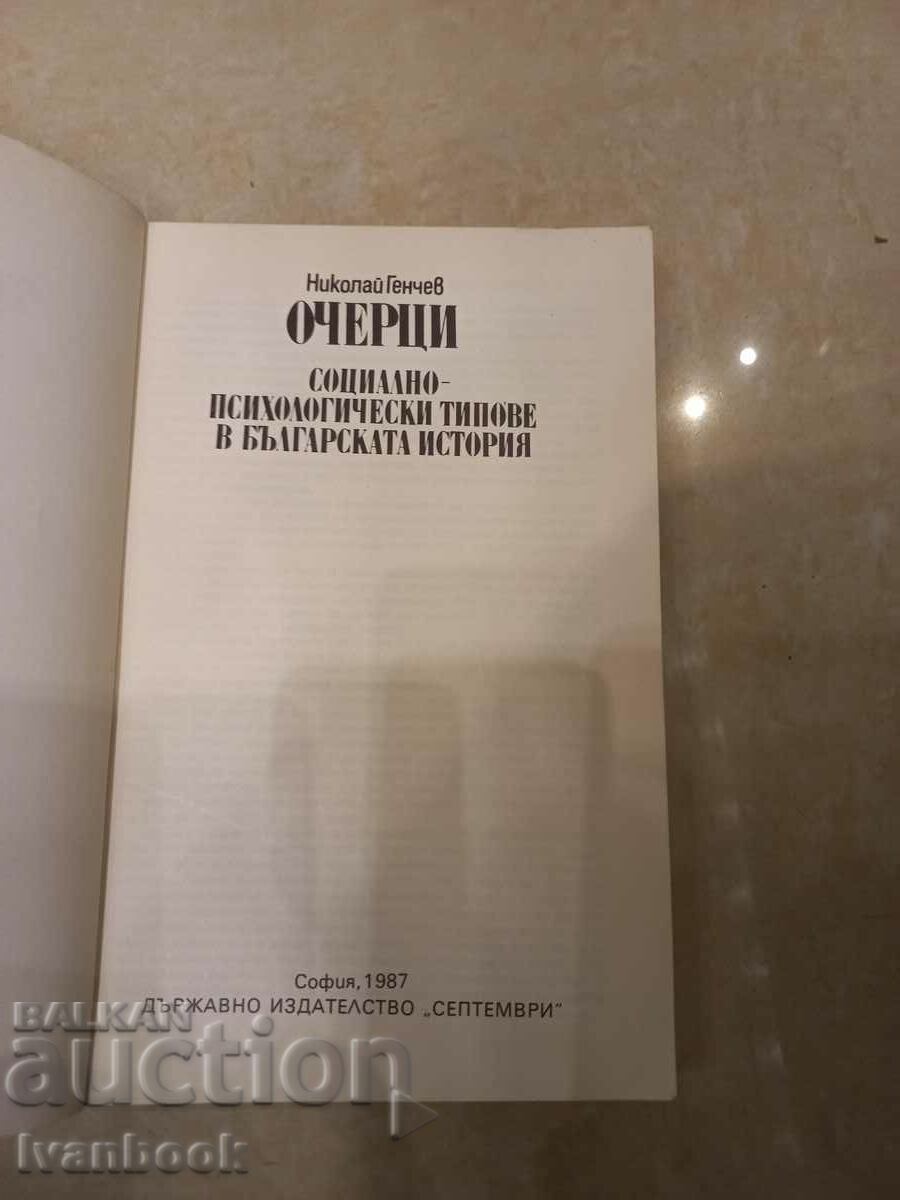 Николай Генчев
ОЧЕРЦИ
СОЦИАЛНО-
ПСИХОЛОГИЧЕСКИ ТИПОВЕ
В БЪЛГАРСКАТА ИСТОРИЯ
София, 1987
ДЪРЖАВНО ИЗДАТЕЛСТВО „СЕПТЕМВРИ"
BALKAN
auction
Ivanbook